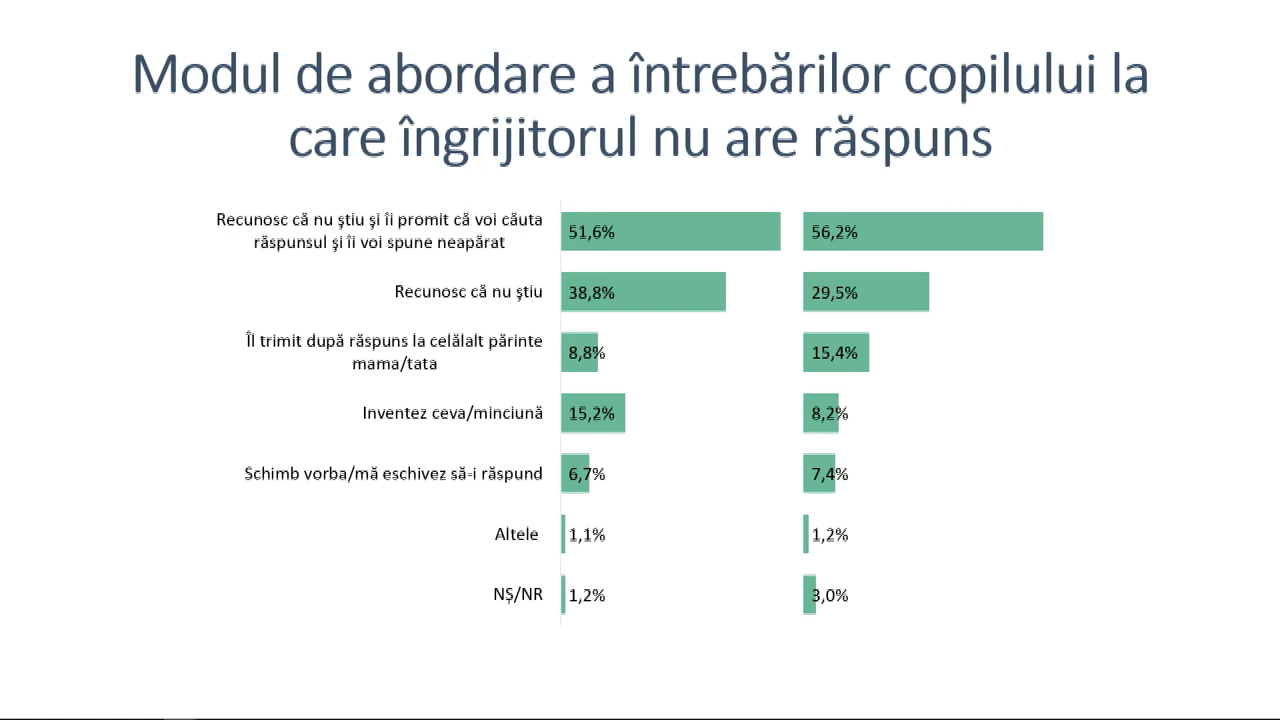 Modul de abordare a întrebărilor copilului la
care îngrijitorul nu are răspuns
Recunosc că nu ştiu şi îi promit că voi căuta
răspunsul şi îi voi spune neapărat
51,6%
56,2%
Recunosc că nu ştiu
38,8%
29,5%
Îl trimit după răspuns la celălalt părinte
mama/tata
8,8%
15,4%
Inventez ceva/minciună
15,2%
8,2%
Schimb vorba/mă eschivez să-i răspund
6,7%
7,4%
Altele
1,1%
1,2%
NȘ/NR
1,2%
3,0%